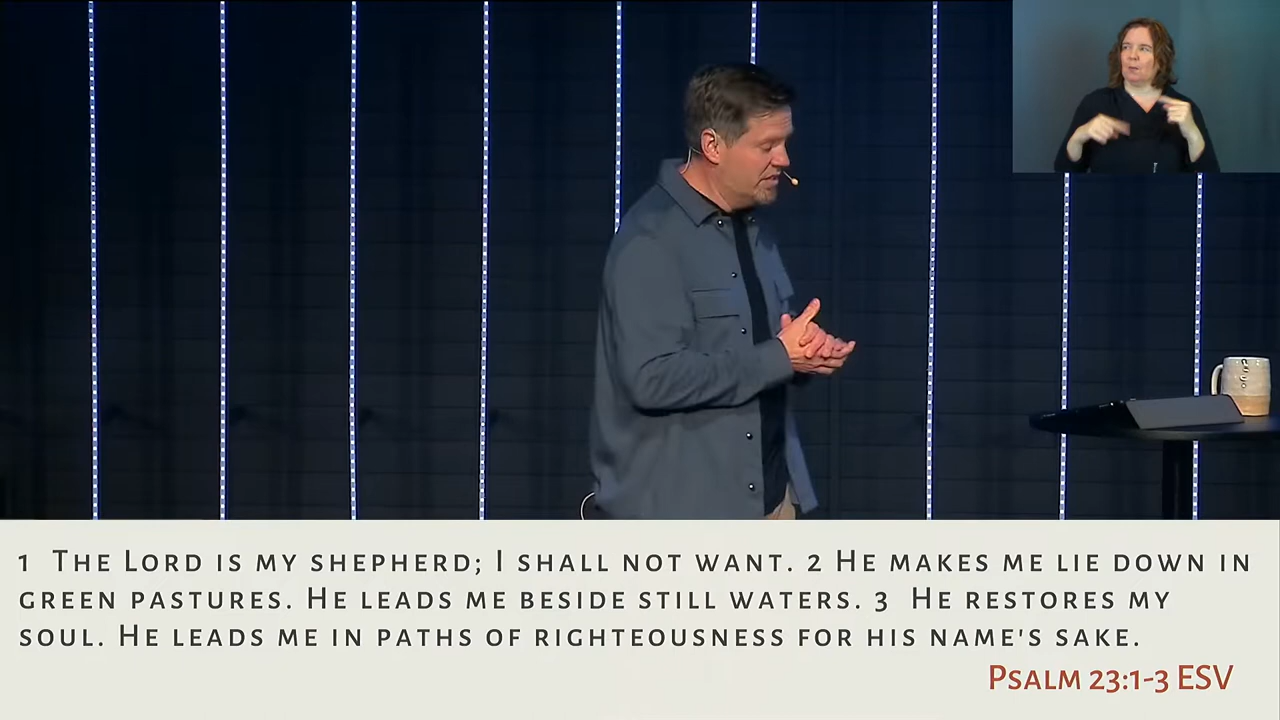 1 The Lord is my shepherd; I shall not want. 2 He makes me lie down in
green pastures. He leads me beside still waters. 3 He restores my
soul. He leads me in paths of righteousness for his name's sake.
Psalm 23:1-3 ESV